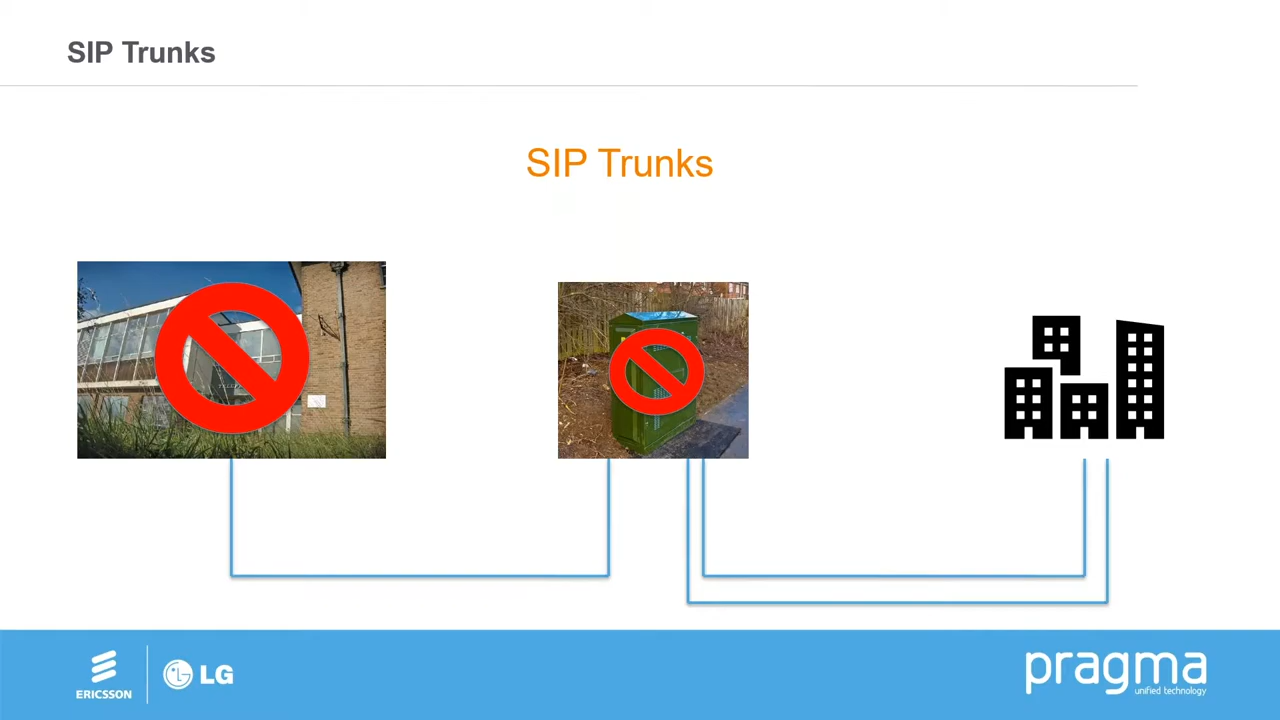 SIP Trunks
SIP Trunks
ERICSSON
LG
pragma
unified technology